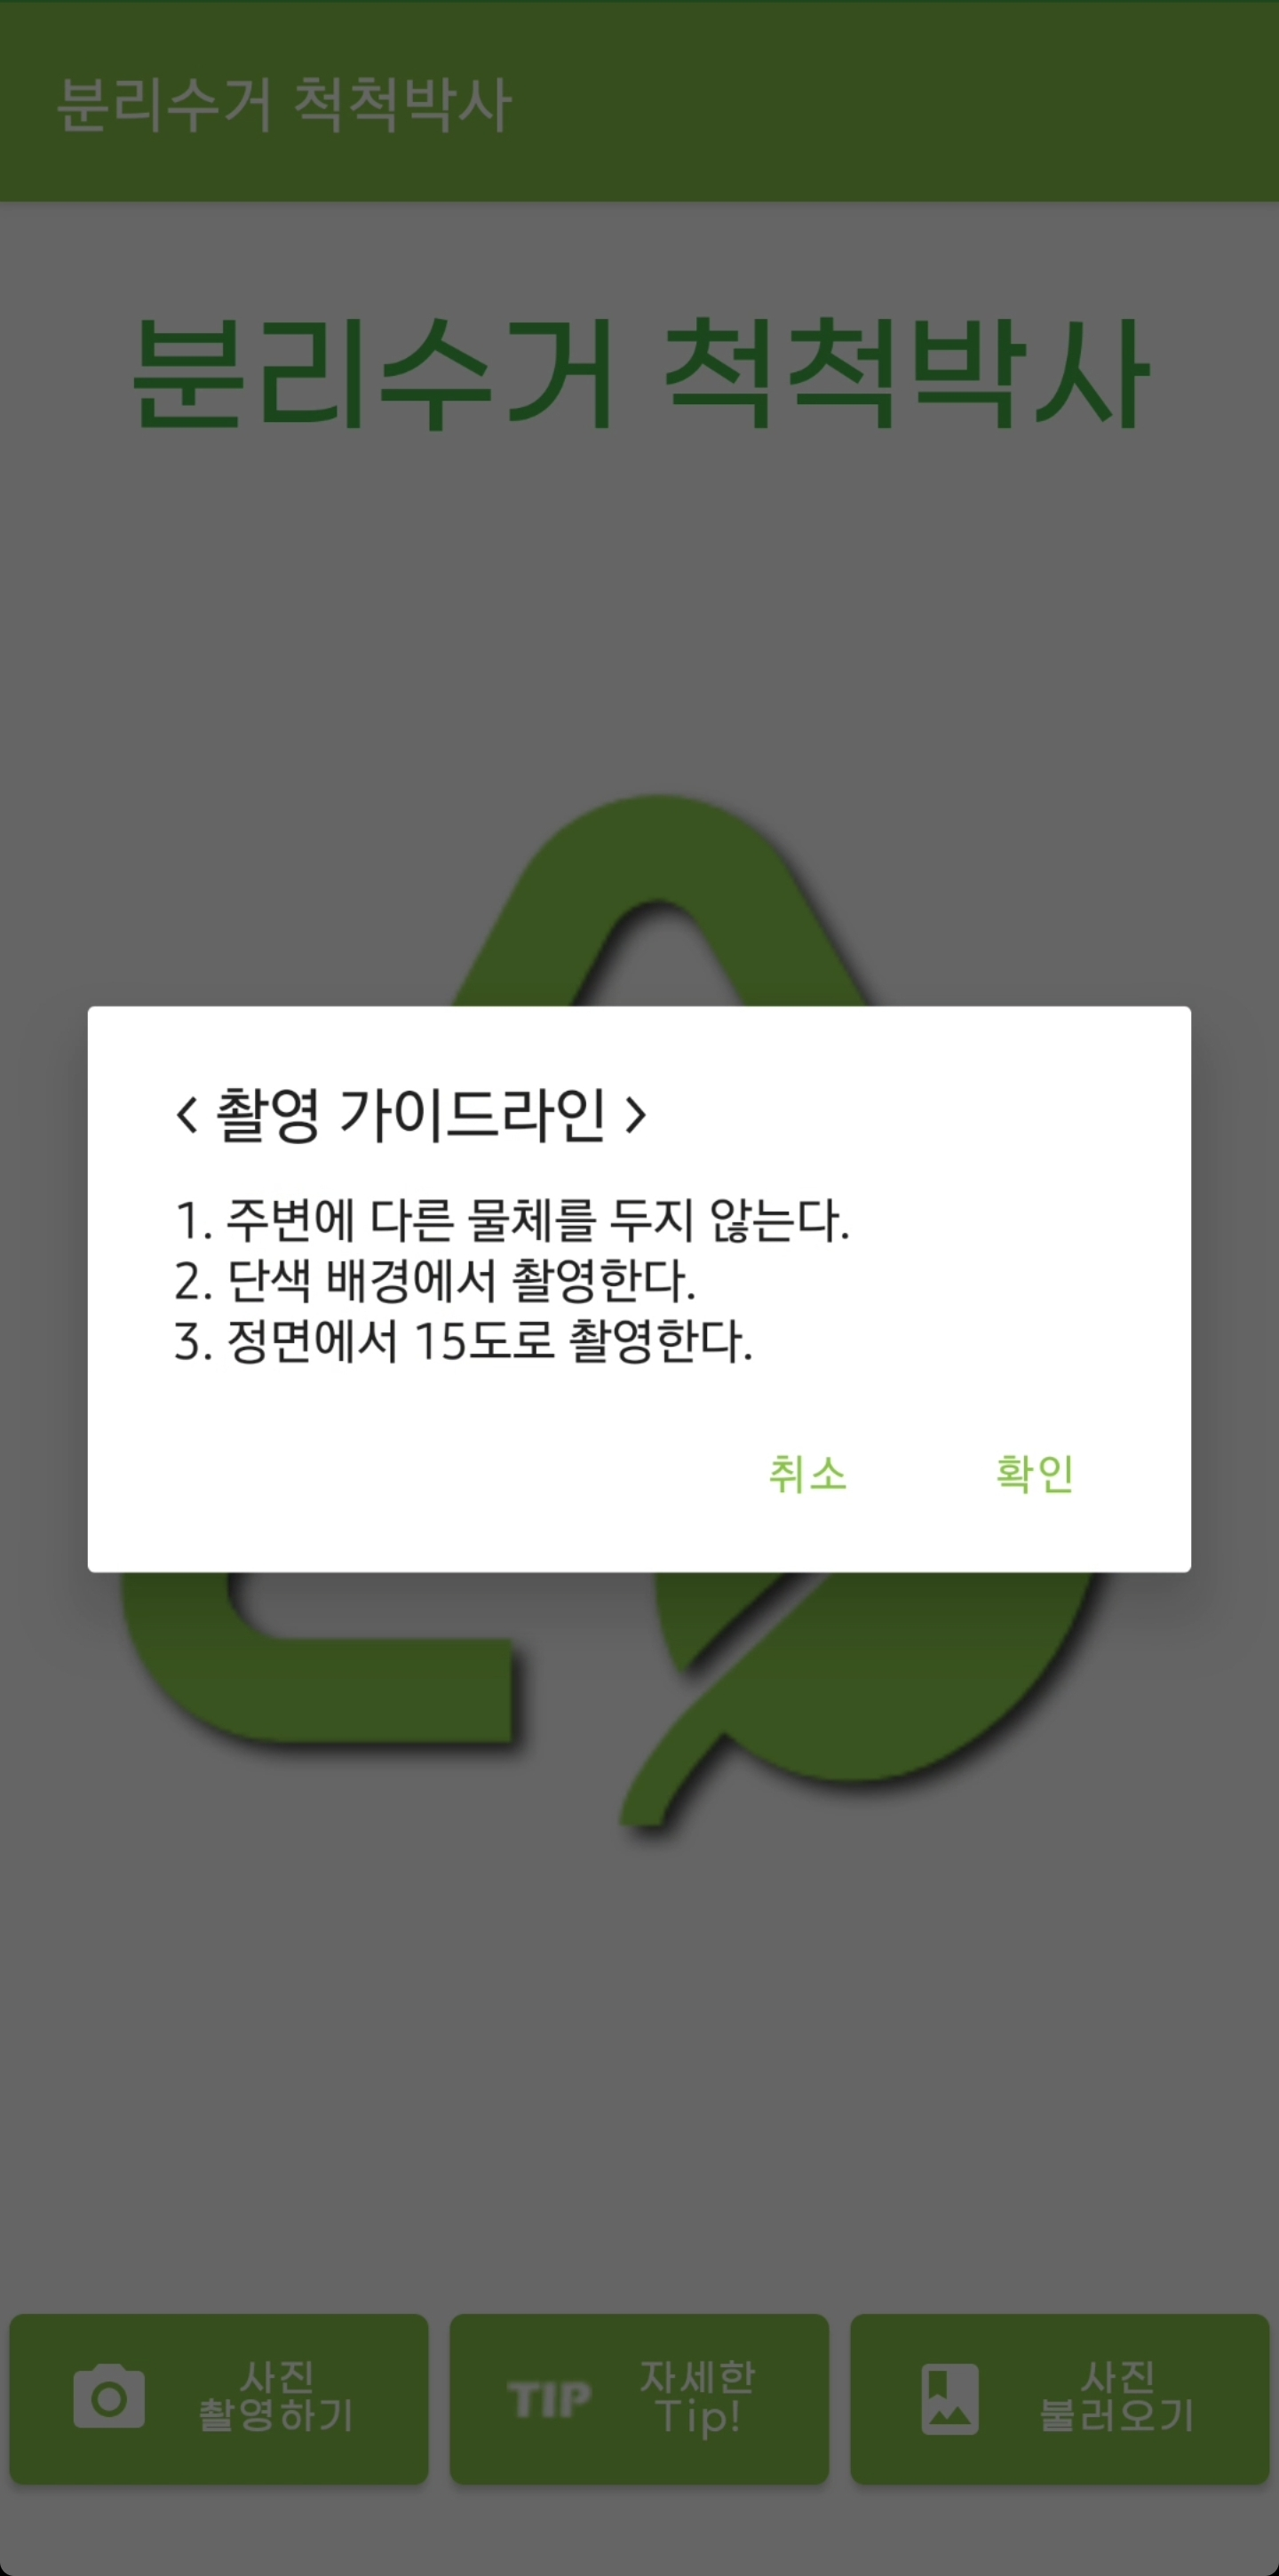 분리수거 척척박사
분리수거 척척박사
< 촬영 가이드라인 >
1. 주변에 다른 물체를 두지 않는다.
2. 단색 배경에서 촬영한다.
3. 정면에서 15도로 촬영한다.
취소 확인
사진
촬영하기
TIP
자세한
Tip!
사진
불러오기